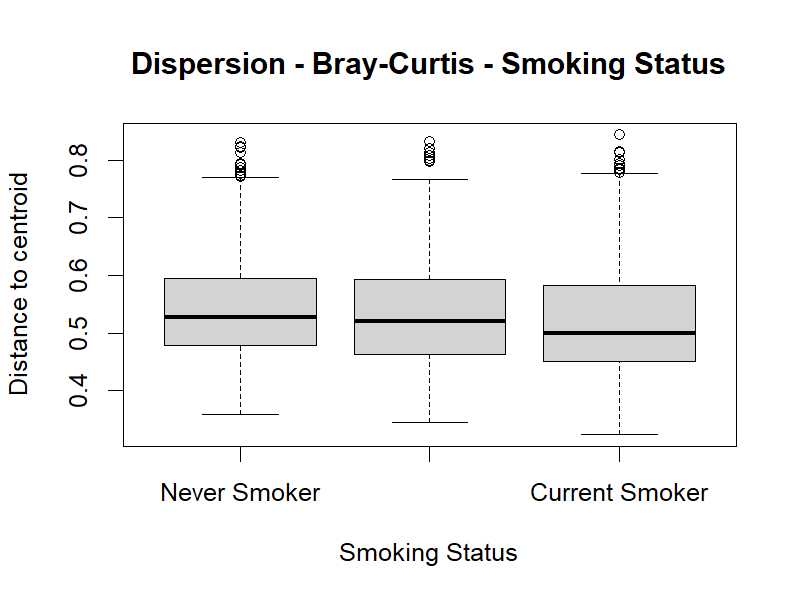 Dispersion - Bray-Curtis - Smoking Status
Distance to centroid
0.8
0.7
0.6
0.5
0.4
Never Smoker
Current Smoker
Smoking Status